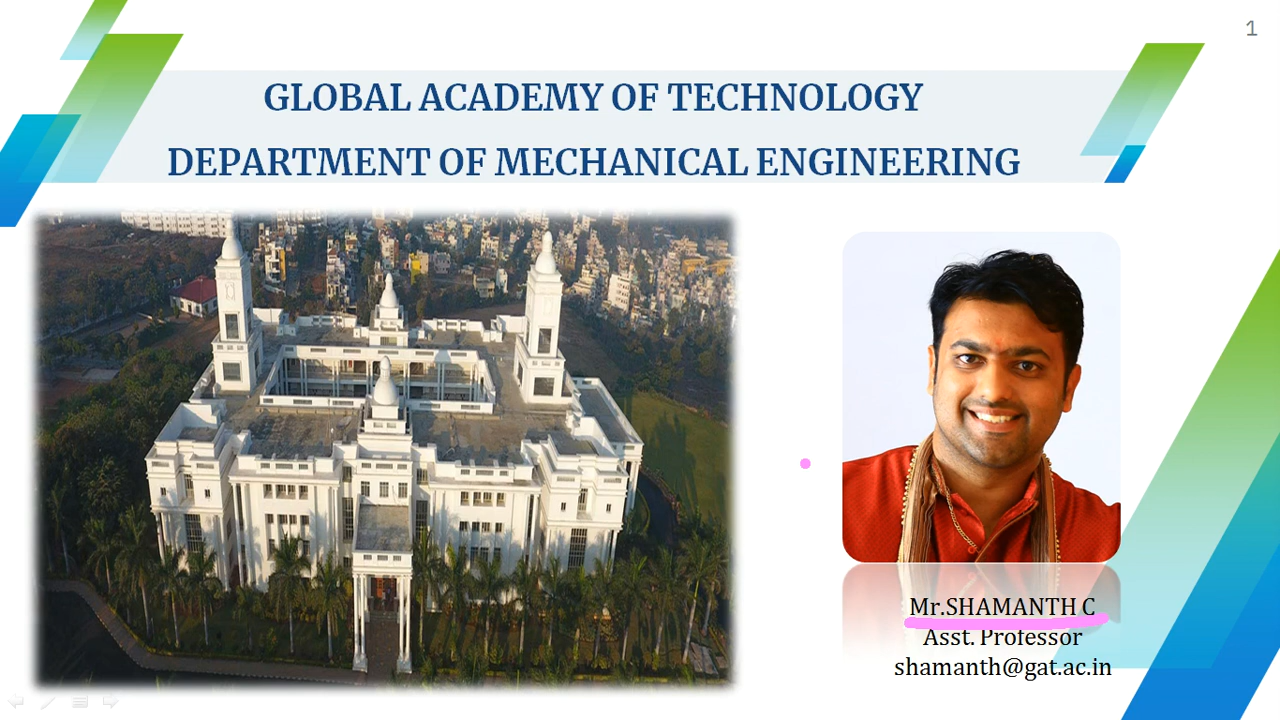 1
GLOBAL ACADEMY OF TECHNOLOGY
DEPARTMENT OF MECHANICAL ENGINEERING
Mr.SHAMANTH C
Asst. Professor
shamanth@gat.ac.in